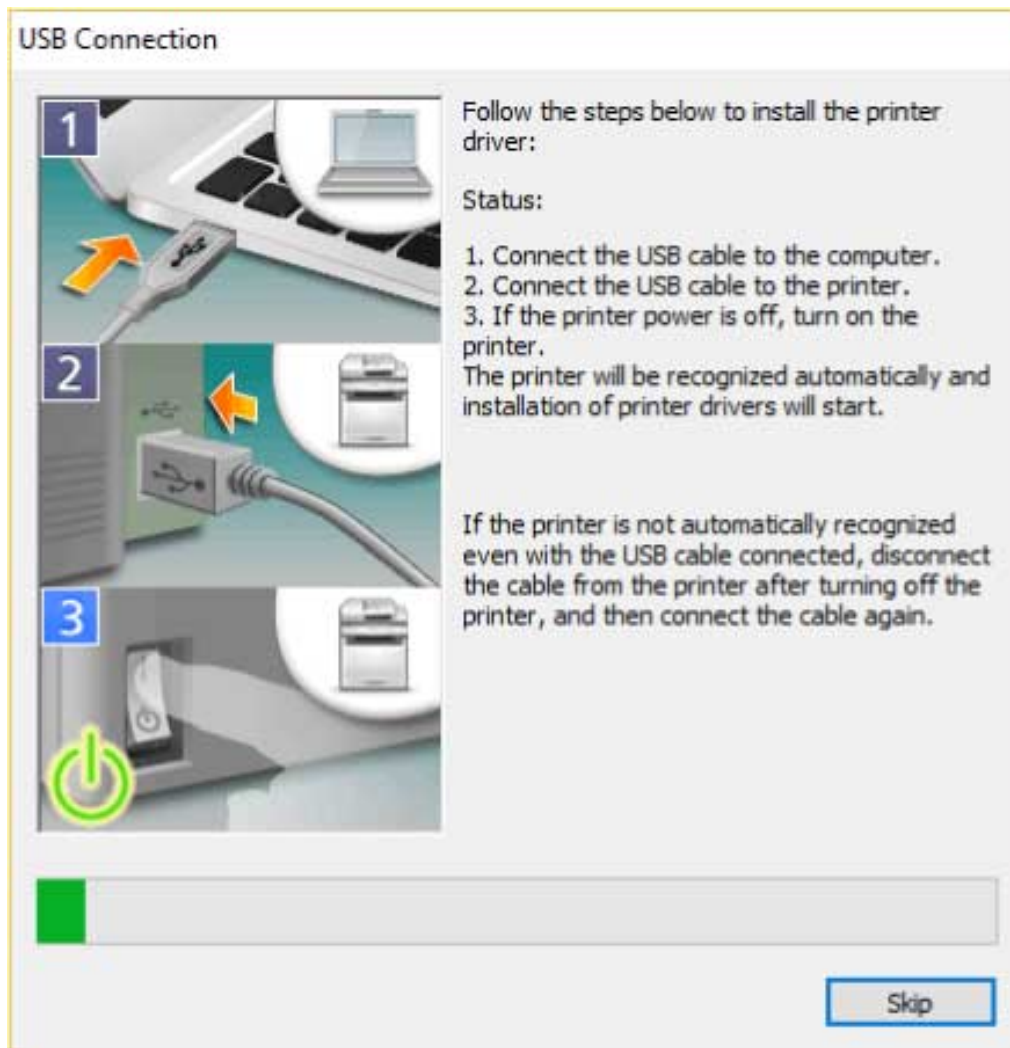 USB Connection
1
Follow the steps below to install the printer
driver:
Status:
1. Connect the USB cable to the computer.
2. Connect the USB cable to the printer.
3. If the printer power is off, turn on the
printer.
The printer will be recognized automatically and
installation of printer drivers will start.
2
If the printer is not automatically recognized
even with the USB cable connected, disconnect
the cable from the printer after turning off the
printer, and then connect the cable again.
3
Skip